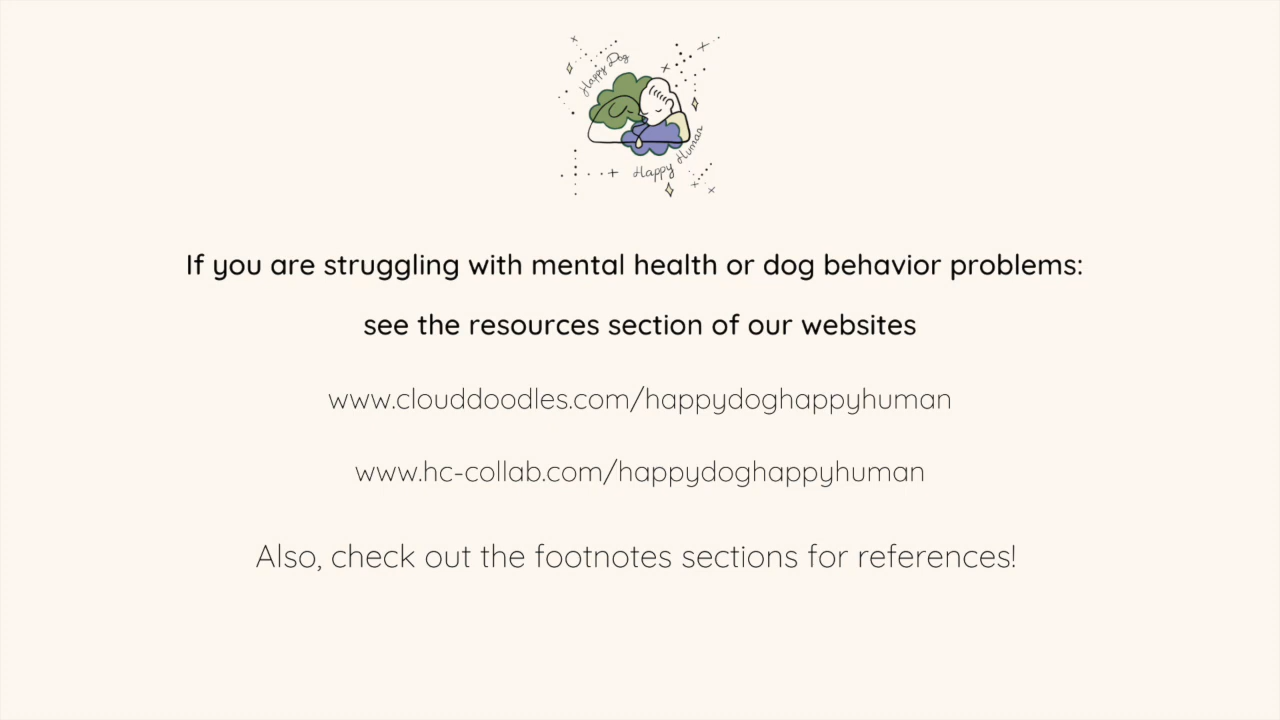 Happy Dog
Happy Human
If you are struggling with mental health or dog behavior problems:
see the resources section of our websites
www.clouddoodles.com/happydoghappyhuman
www.hc-collab.com/happydoghappyhuman
Also, check out the footnotes sections for references!